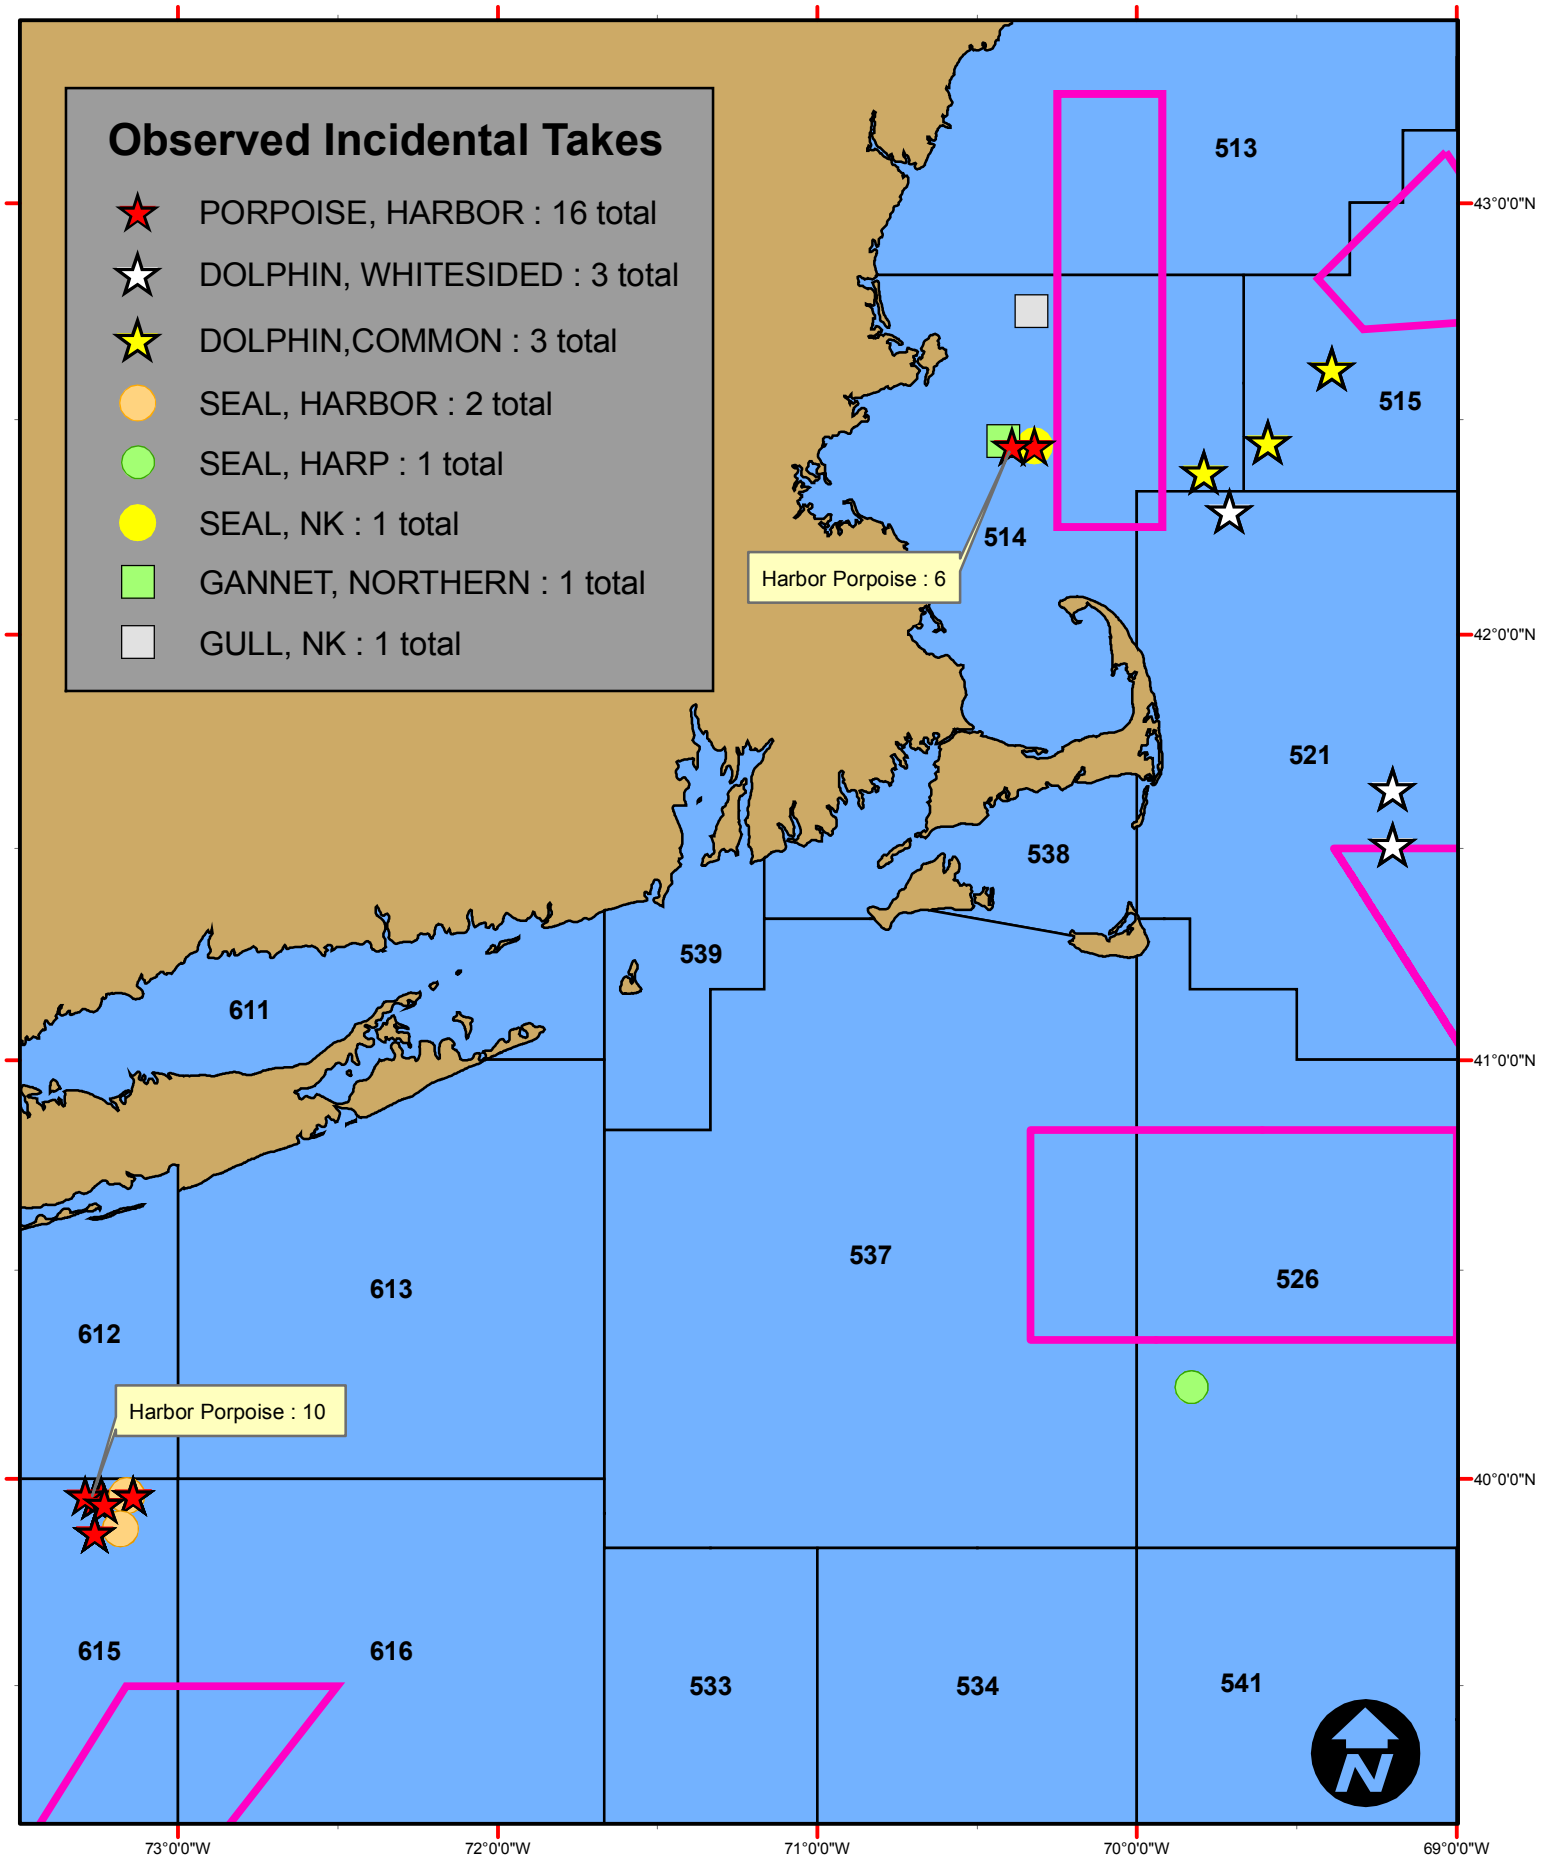 Observed Incidental Takes
PORPOISE, HARBOR : 16 total
DOLPHIN, WHITESIDED : 3 total
DOLPHIN,COMMON : 3 total
SEAL, HARBOR : 2 total
SEAL, HARP : 1 total
SEAL, NK : 1 total
GANNET, NORTHERN : 1 total
GULL, NK : 1 total
513
43°0'0"N
515
514
Harbor Porpoise : 6
42°0'0"N
521
538
539
611
41°0'0"N
537
526
613
612
Harbor Porpoise : 10
40°0'0"N
615
616
533
534
541
N
73°0'0"W
72°0'0"W
71°0'0"W
70°0'0"W
69°0'0"W